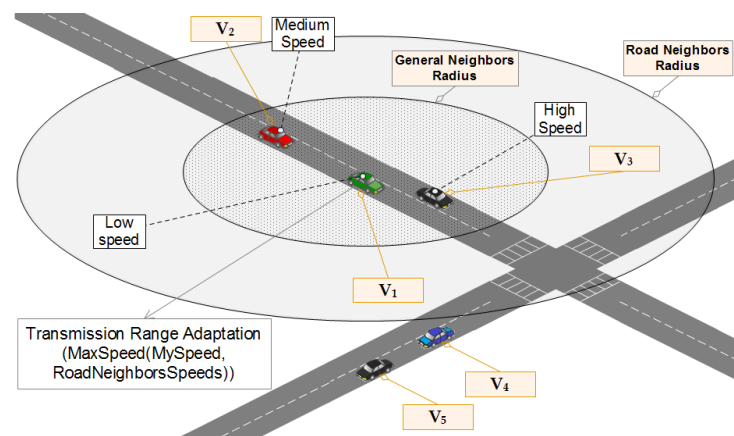 V2
Medium
Speed
General Neighbors
Radius
Road Neighbors
Radius
High
Speed
V3
Low
speed
V1
Transmission Range Adaptation
(MaxSpeed(MySpeed,
RoadNeighborsSpeeds))
V4
V5